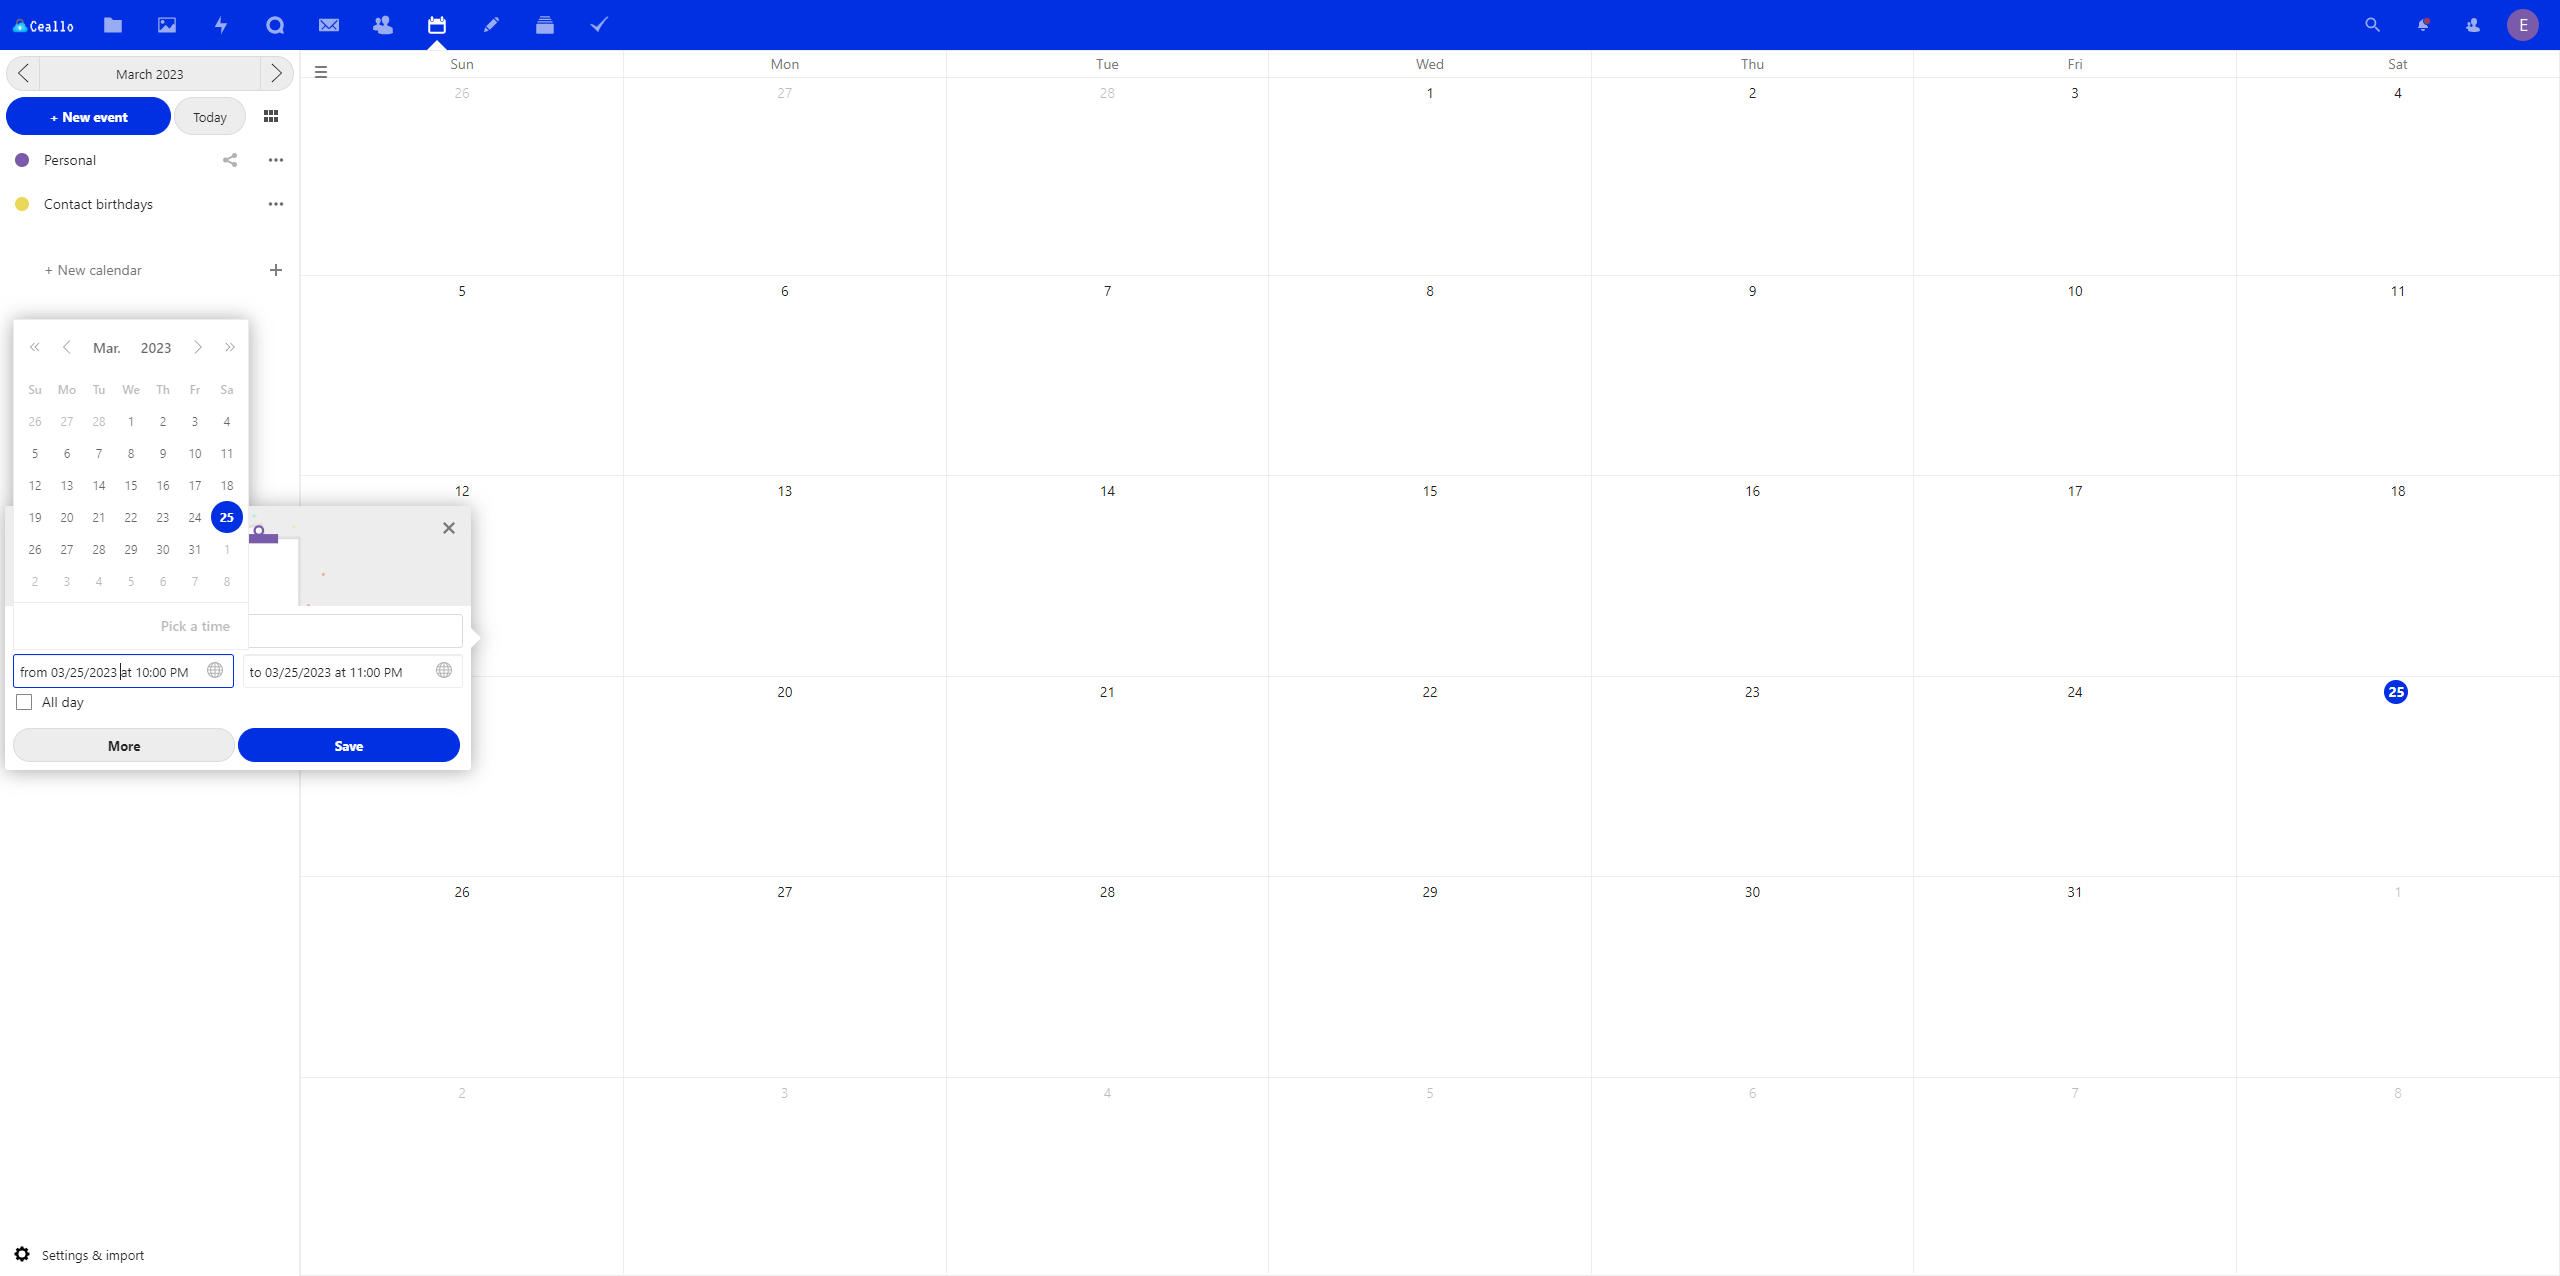 Ceallo
E
March 2023
+ New event
Today
Personal
Contact birthdays
+ New calendar
Mar. 2023
Su Mo Tu We Th Fr Sa
26 27 28 1 2 3 4
5 6 7 8 9 10 11
12 13 14 15 16 17 18
19 20 21 22 23 24 25
26 27 28 29 30 31 1
2 3 4 5 6 7 8
Pick a time
from 03/25/2023 at 10:00 PM
to 03/25/2023 at 11:00 PM
All day
More
Save
Settings & import
Sun Mon Tue Wed Thu Fri Sat
26 27 28 1 2 3 4
5 6 7 8 9 10 11
12 13 14 15 16 17 18
20 21 22 23 24 25
26 27 28 29 30 31 1
2 3 4 5 6 7 8